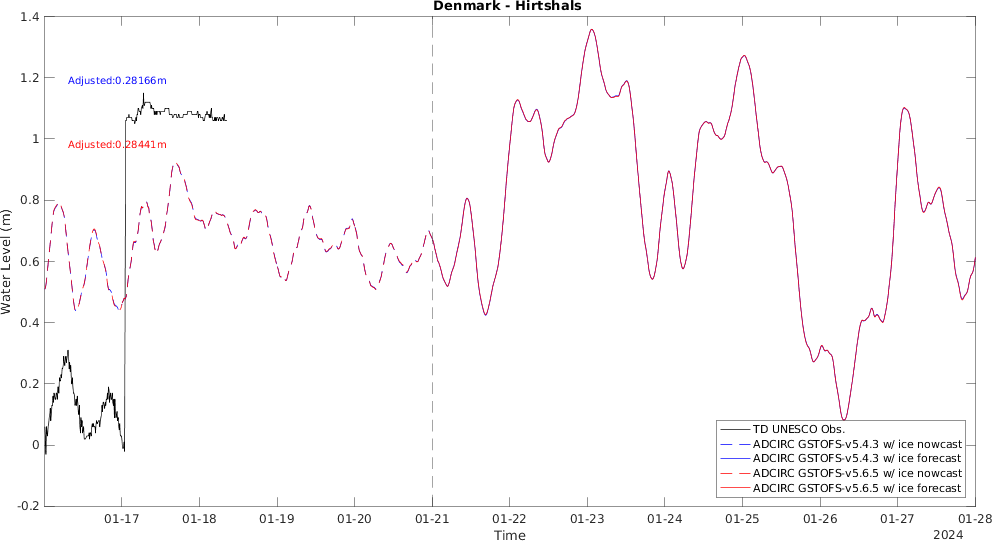 Denmark - Hirtshals
1.4
1.2
1
0.8
0.6
0.4
0.2
0
-0.2
Water Level (m)
Adjusted:0.28166m
Adjusted:0.28441m
TD UNESCO Obs.
ADCIRC GSTOFS-v5.4.3 w/ ice nowcast
ADCIRC GSTOFS-v5.4.3 w/ ice forecast
ADCIRC GSTOFS-v5.6.5 w/ ice nowcast
ADCIRC GSTOFS-v5.6.5 w/ ice forecast
01-17 01-18 01-19 01-20 01-21 01-22 01-23 01-24 01-25 01-26 01-27 01-28
Time
2024